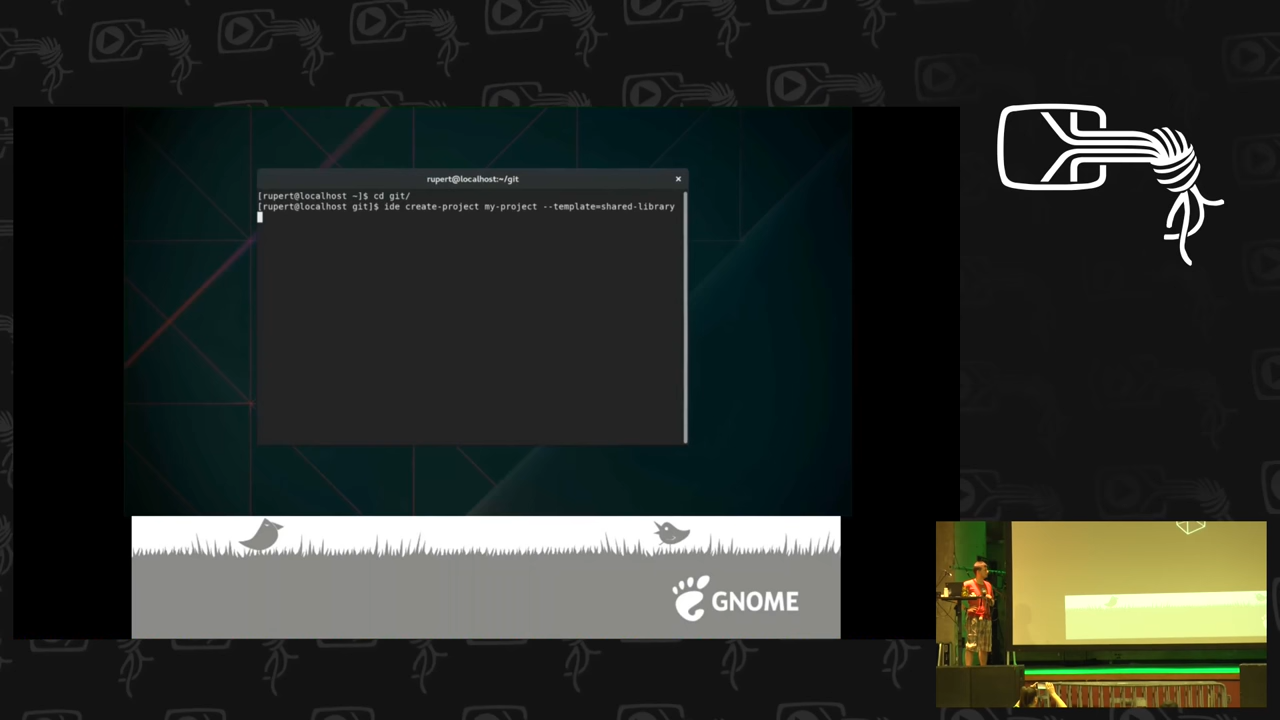 rupert@localhost:~/git
[rupert@localhost ~]$ cd git/
[rupert@localhost git]$ ide create-project my-project --template=shared-library
GNOME